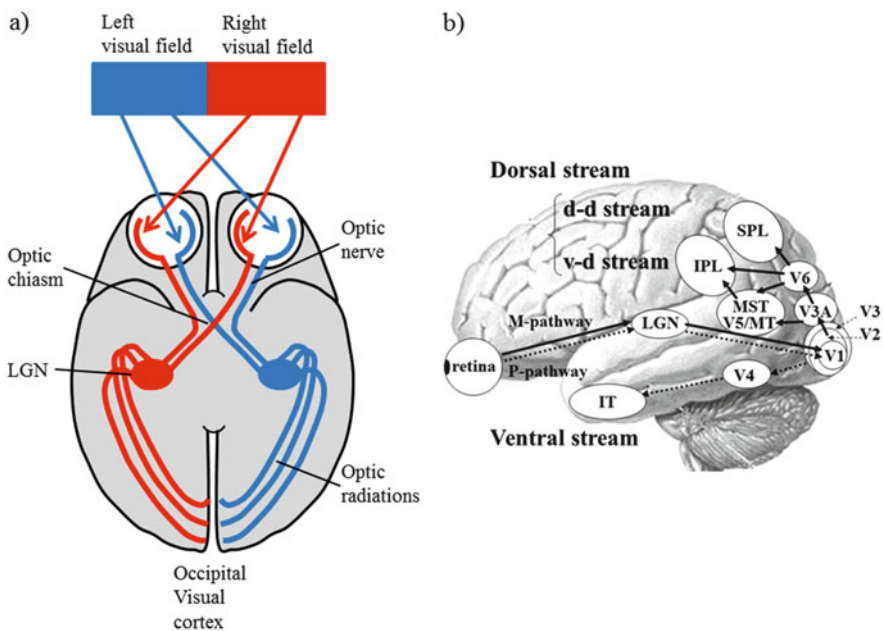 a)
Left
visual field
Right
visual field
Optic
chiasm
Optic
nerve
LGN
Optic
radiations
Occipital
Visual
cortex
b)
Dorsal stream
d-d stream
v-d stream
SPL
IPL
V6
MST
V5/MT
V3A
V3
V2
M-pathway
LGN
V1
retina
P-pathway
V4
IT
Ventral stream